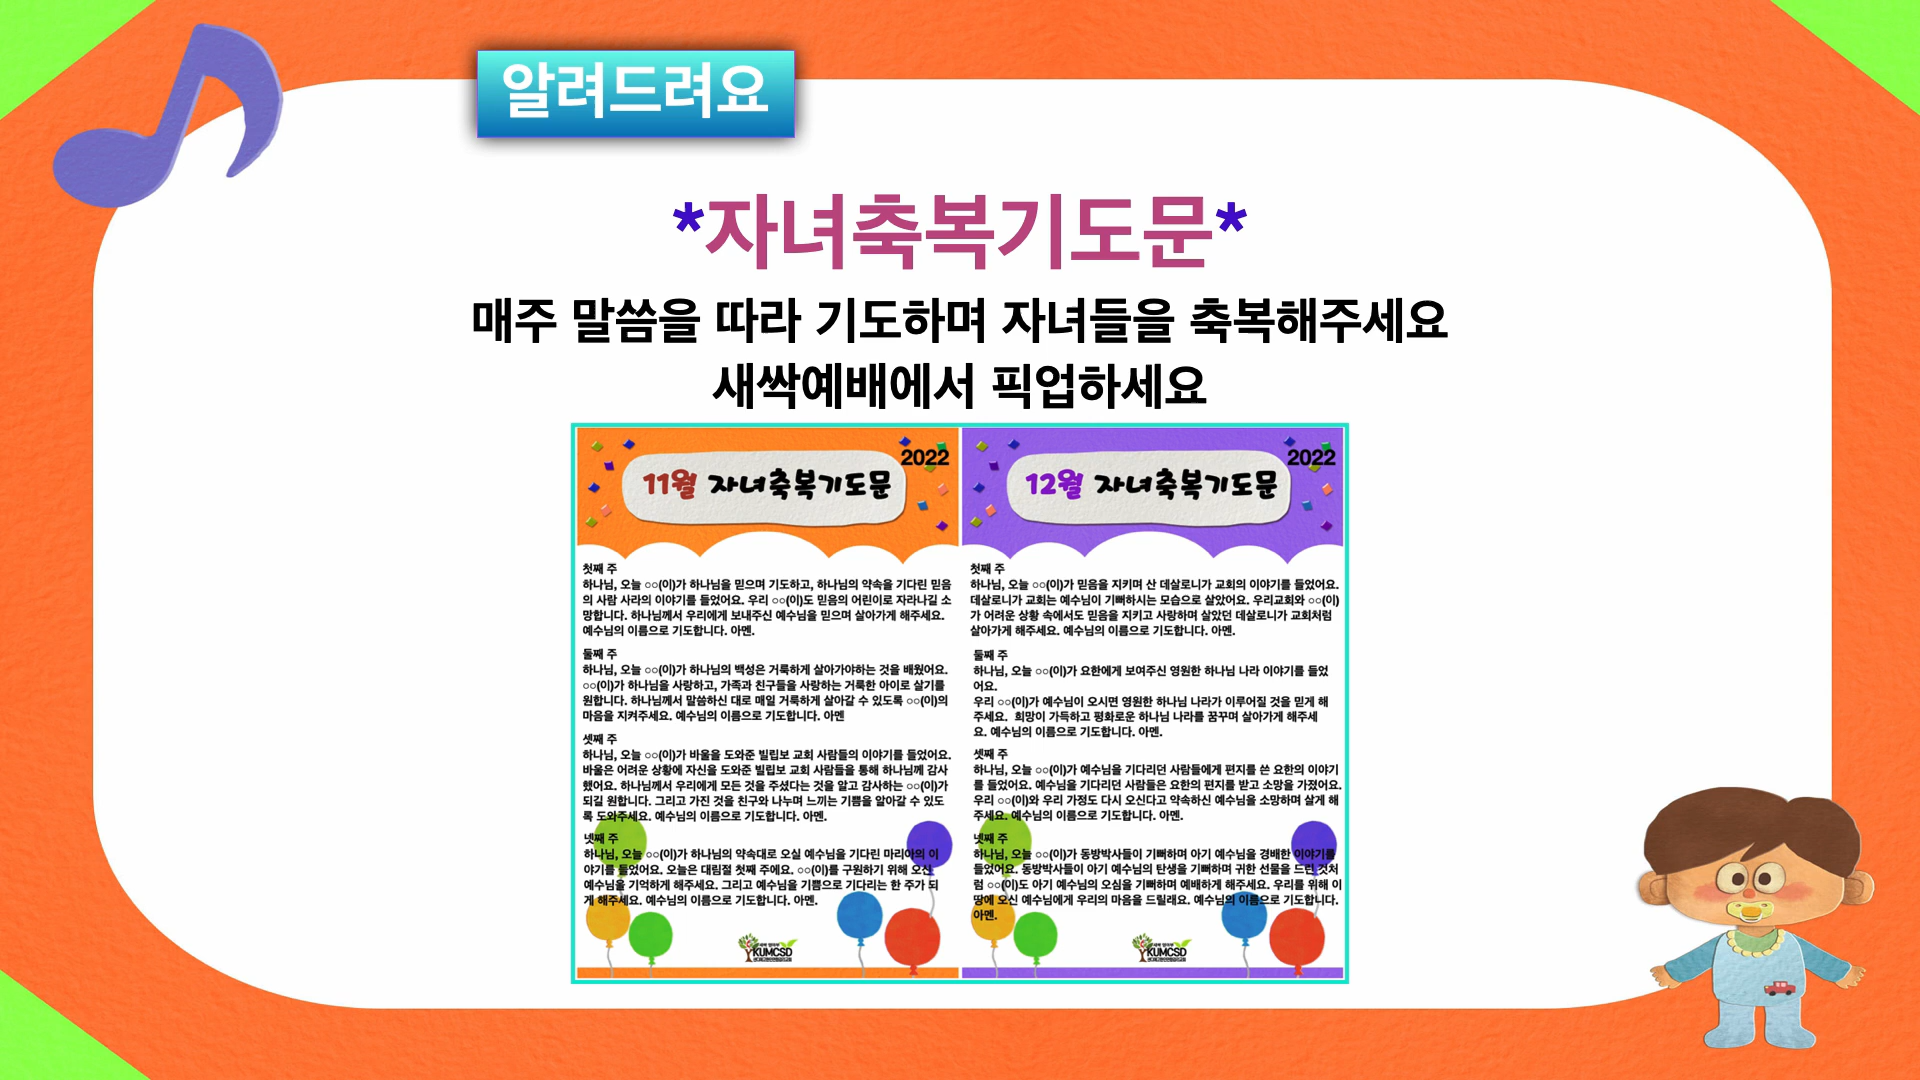 알려드려요
*자녀축복기도문*
매주 말씀을 따라 기도하며 자녀들을 축복해주세요
새싹예배에서 픽업하세요
2022
11월 자녀축복기도문
첫째 주
하나님, 오늘 ○○(이)가 하나님을 믿으며 기도하고, 하나님의 약속을 기다린 믿음
의 사람 사라의 이야기를 들었어요. 우리 ○○(이)도 믿음의 어린이로 자라나길 소
망합니다. 하나님께서 우리에게 보내주신 예수님을 믿으며 살아가게 해주세요.
예수님의 이름으로 기도합니다. 아멘.
둘째 주
하나님, 오늘 ○○(이)가 하나님의 백성은 거룩하게 살아가야하는 것을 배웠어요.
○○(이)가 하나님을 사랑하고, 가족과 친구들을 사랑하는 거룩한 아이로 살기를
원합니다. 하나님께서 말씀하신 대로 매일 거룩하게 살아갈 수 있도록 ○○(이)의
마음을 지켜주세요. 예수님의 이름으로 기도합니다. 아멘
셋째 주
하나님, 오늘 ○○(이)가 바울을 도와준 빌립보 교회 사람들의 이야기를 들었어요.
바울은 어려운 상황에 자신을 도와준 빌립보 교회 사람들을 통해 하나님께 감사
했어요. 하나님께서 우리에게 모든 것을 주셨다는 것을 알고 감사하는 ○○(이)가
되길 원합니다. 그리고 가진 것을 친구와 나누며 느끼는 기쁨을 알아갈 수 있도
록 도와주세요. 예수님의 이름으로 기도합니다. 아멘.
넷째 주
하나님, 오늘 ○○(이)가 하나님의 약속대로 오실 예수님을 기다린 마리아의 이
야기를 들었어요. 오늘은 대림절 첫째 주에요. ○○(이)를 구원하기 위해 오신
예수님을 기억하게 해주세요. 그리고 예수님을 기쁨으로 기다리는 한 주가 되
게 해주세요. 예수님의 이름으로 기도합니다. 아멘.
KUMCSD
2022
12월 자녀축복기도문
첫째 주
하나님, 오늘 ○○(이)가 믿음을 지키며 산 데살로니가 교회의 이야기를 들었어요.
데살로니가 교회는 예수님이 기뻐하시는 모습으로 살았어요. 우리교회와 ○○(이)
가 어려운 상황 속에서도 믿음을 지키고 사랑하며 살았던 데살로니가 교회처럼
살아가게 해주세요. 예수님의 이름으로 기도합니다. 아멘.
둘째 주
하나님, 오늘 ○○(이)가 요한에게 보여주신 영원한 하나님 나라 이야기를 들었
어요.
우리 ○○(이)가 예수님이 오시면 영원한 하나님 나라가 이루어질 것을 믿게 해
주세요. 희망이 가득하고 평화로운 하나님 나라를 꿈꾸며 살아가게 해주세
요. 예수님의 이름으로 기도합니다. 아멘.
셋째 주
하나님, 오늘 ○○(이)가 예수님을 기다리던 사람들에게 편지를 쓴 요한의 이야기
를 들었어요. 예수님을 기다리던 사람들은 요한의 편지를 받고 소망을 가졌어요.
우리 ○○(이)와 우리 가정도 다시 오신다고 약속하신 예수님을 소망하며 살게 해
주세요. 예수님의 이름으로 기도합니다. 아멘.
넷째 주
하나님, 오늘 ○○(이)가 동방박사들이 기뻐하며 아기 예수님을 경배한 이야기를
들었어요. 동방박사들이 아기 예수님의 탄생을 기뻐하며 귀한 선물을 드린 것처
럼 ○○(이)도 아기 예수님의 오심을 기뻐하며 예배하게 해주세요. 우리를 위해 이
땅에 오신 예수님에게 우리의 마음을 드릴래요. 예수님의 이름으로 기도합니다.
아멘.
KUMCSD